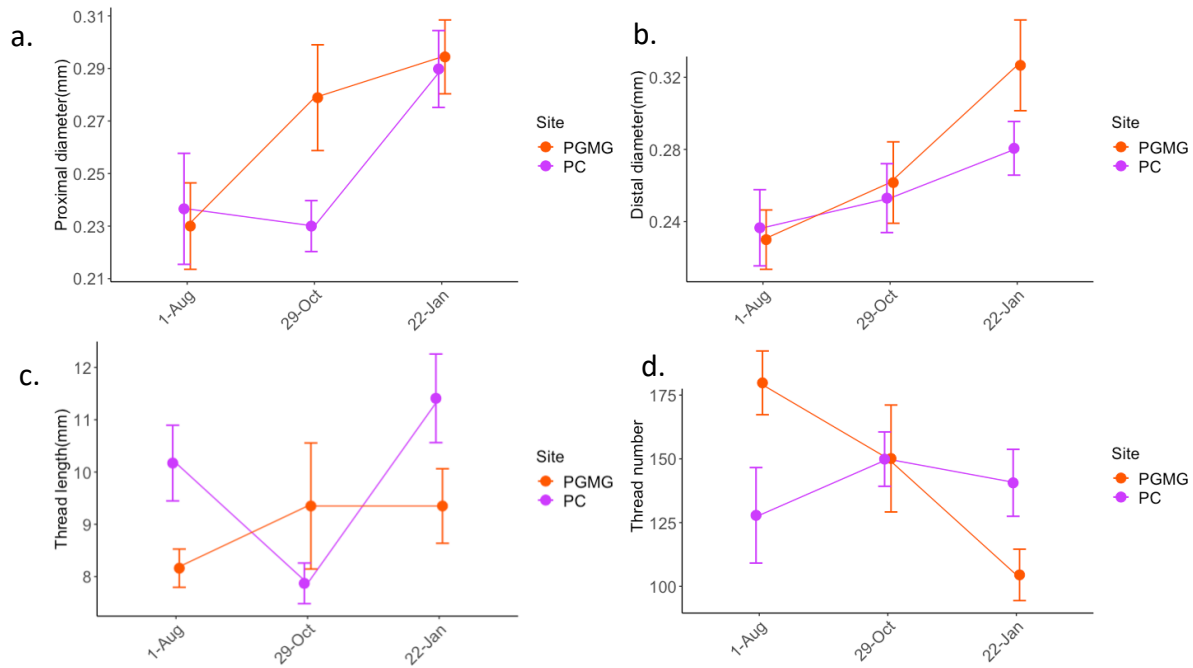 a.
Proximal diameter(mm)
0.31
0.29
0.27
0.25
0.23
0.21
1-Aug
29-Oct
22-Jan
Site
PGMG
PC
b.
Distal diameter(mm)
0.32
0.28
0.24
1-Aug
29-Oct
22-Jan
Site
PGMG
PC
c.
Thread length(mm)
12
11
10
9
8
1-Aug
29-Oct
22-Jan
Site
PGMG
PC
d.
Thread number
175
150
125
100
1-Aug
29-Oct
22-Jan
Site
PGMG
PC